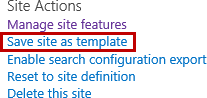 Site Actions
Manage site features
Save site as template
Enable search configuration export
Reset to site definition
Delete this site